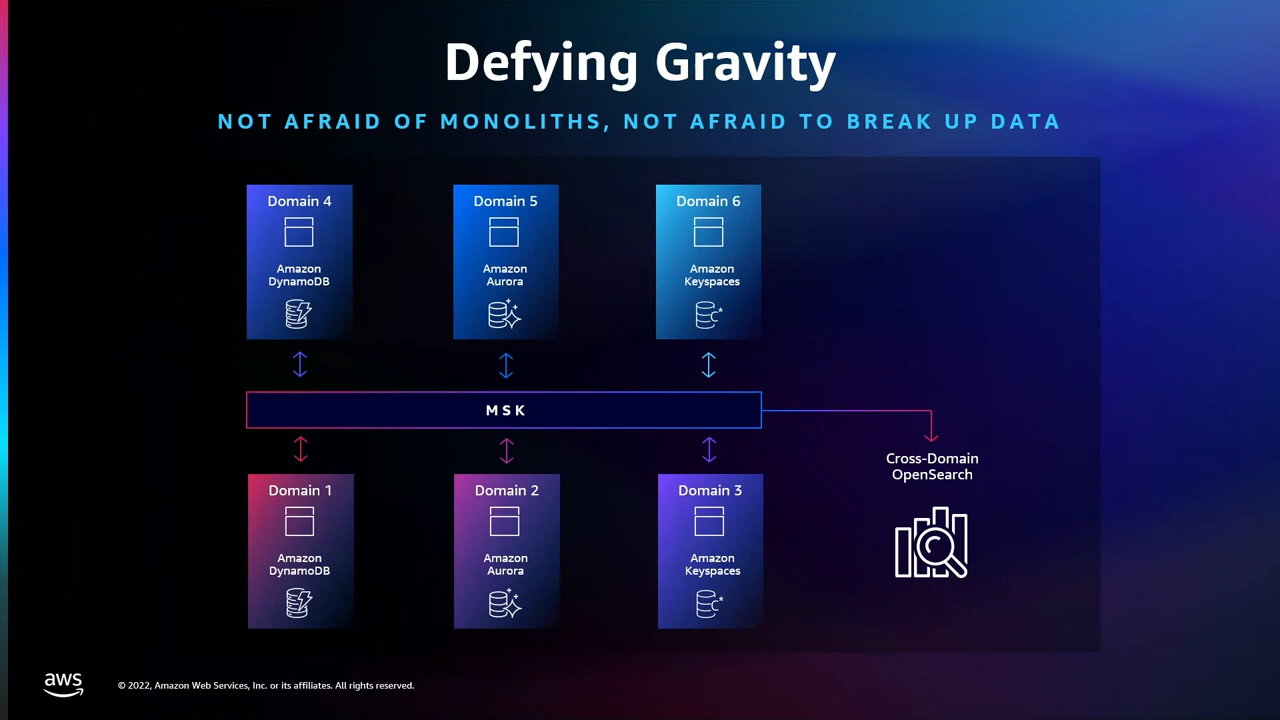 Defying Gravity
NOT AFRAID OF MONOLITHS, NOT AFRAID TO BREAK UP DATA
Domain 4
Amazon
DynamoDB
Domain 5
Amazon
Aurora
Domain 6
Amazon
Keyspaces
C*
MSK
Domain 1
Amazon
DynamoDB
Domain 2
Amazon
Aurora
Domain 3
Amazon
Keyspaces
C*
Cross-Domain
OpenSearch
aws
© 2022, Amazon Web Services, Inc. or its affiliates. All rights reserved.